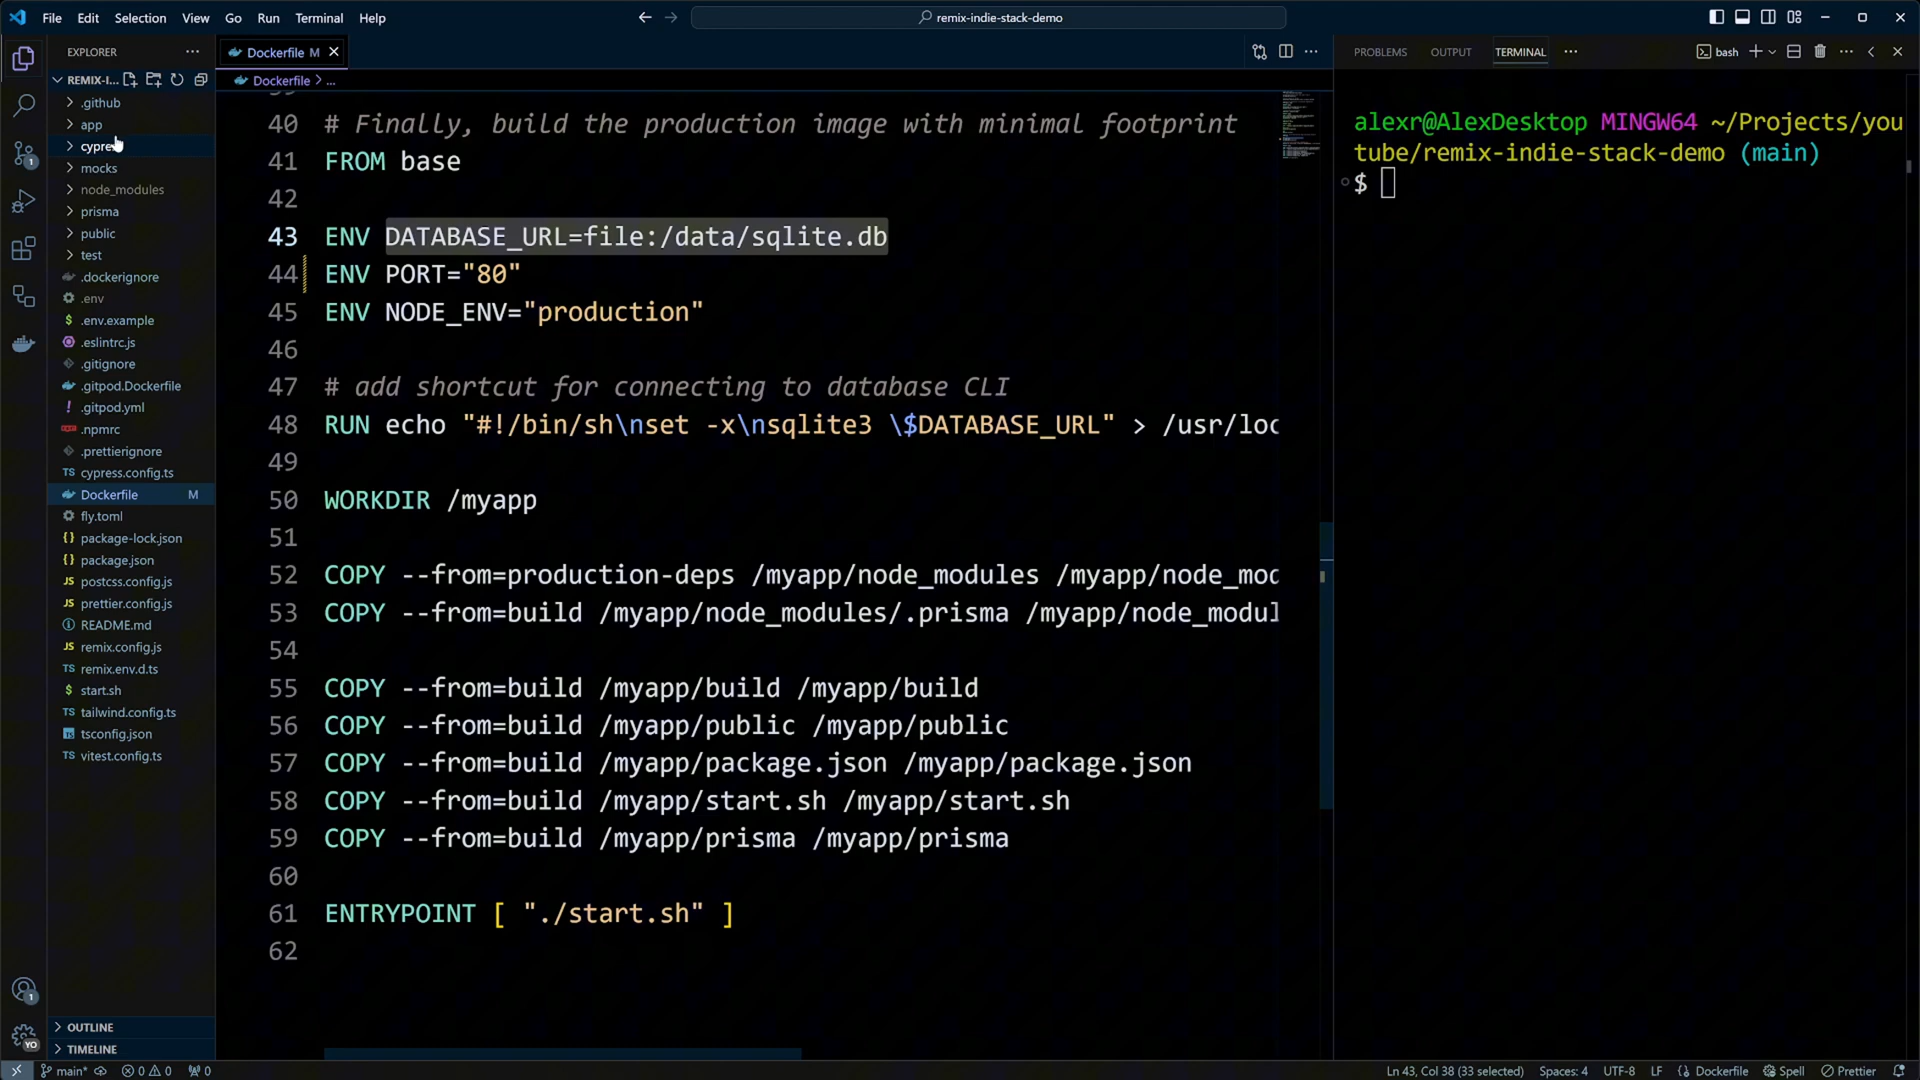 File Edit Selection View Go Run Terminal Help
remix-indie-stack-demo
EXPLORER
REMIX-I...
.github
app
mocks
node_modules
prisma
public
test
.dockerignore
.env
.env.example
.eslintrc.js
.gitignore
.gitpod.Dockerfile
.gitpod.yml
.npmrc
.prettierignore
cypress.config.ts
Dockerfile M
fly.toml
package-lock.json
package.json
postcss.config.js
prettier.config.js
README.md
remix.config.js
remix.env.d.ts
start.sh
tailwind.config.ts
tsconfig.json
vitest.config.ts
OUTLINE
TIMELINE
Dockerfile M
Dockerfile > ...
40 # Finally, build the production image with minimal footprint
41 FROM base
42
43 ENV DATABASE_URL=file:/data/sqlite.db
44 ENV PORT="80"
45 ENV NODE_ENV="production"
46
47 # add shortcut for connecting to database CLI
48 RUN echo "#!/bin/sh\nset -x\nsqlite3 \$DATABASE_URL" > /usr/loc
49
50 WORKDIR /myapp
51
52 COPY --from=production-deps /myapp/node_modules /myapp/node_mod
53 COPY --from=build /myapp/node_modules/.prisma /myapp/node_modul
54
55 COPY --from=build /myapp/build /myapp/build
56 COPY --from=build /myapp/public /myapp/public
57 COPY --from=build /myapp/package.json /myapp/package.json
58 COPY --from=build /myapp/start.sh /myapp/start.sh
59 COPY --from=build /myapp/prisma /myapp/prisma
60
61 ENTRYPOINT [ "./start.sh" ]
62
PROBLEMS OUTPUT TERMINAL
bash
alexr@AlexDesktop MINGW64 ~/Projects/you
tube/remix-indie-stack-demo (main)
$
main* 0 0 0
Ln 43, Col 38 (33 selected) Spaces: 4 UTF-8 LF Dockerfile Spell Prettier